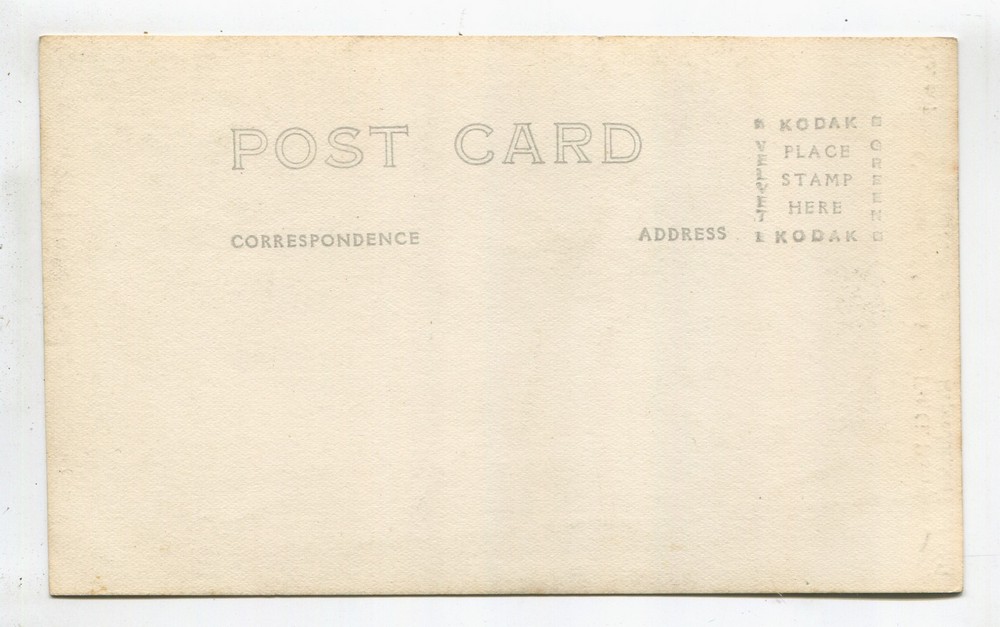 POST CARD
CORRESPONDENCE
ADDRESS
KODAK
VELVET
PLACE
STAMP
HERE
GREEN
KODAK